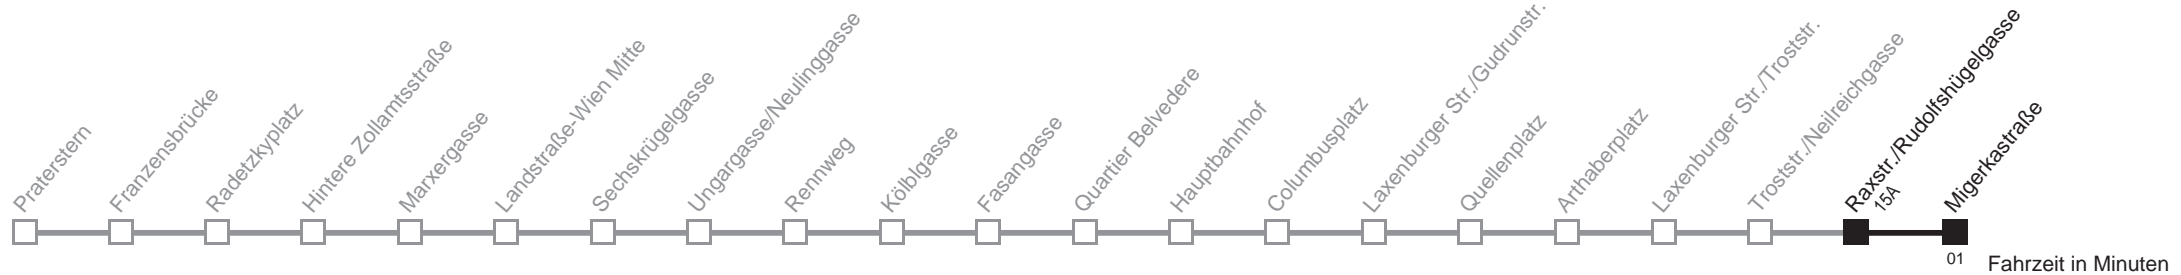 Praterstern
Franzensbrücke
Radetzkyplatz
Hintere Zollamtsstraße
Marxergasse
Landstraße-Wien Mitte
Sechskrügelgasse
Ungargasse/Neulinggasse
Rennweg
Kölblgasse
Fasangasse
Quartier Belvedere
Hauptbahnhof
Columbusplatz
Laxenburger Str./Gudrunstr.
Quellenplatz
Arthaberplatz
Laxenburger Str./Troststr.
Troststr./Neilreichgasse
Raxstr./Rudolfshügelgasse
15A
Migerkastraße
01
Fahrzeit in Minuten